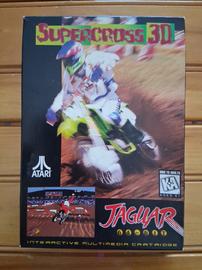 SUPERCROSS 3D
ATARI
K-A
JAGUAR
64-BIT
INTERACTIVE MULTIMEDIA CARTRIDGE